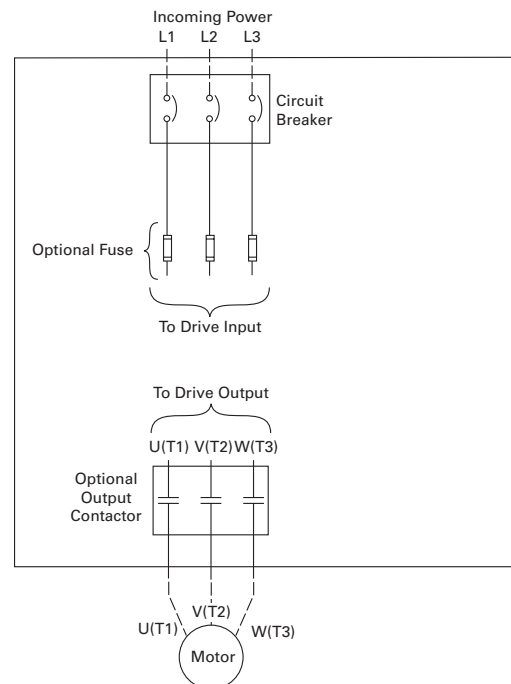 Incoming Power
L1 L2 L3
Circuit
Breaker
Optional Fuse
To Drive Input
To Drive Output
U(T1) V(T2) W(T3)
Optional
Output
Contactor
V(T2)
U(T1) W(T3)
Motor